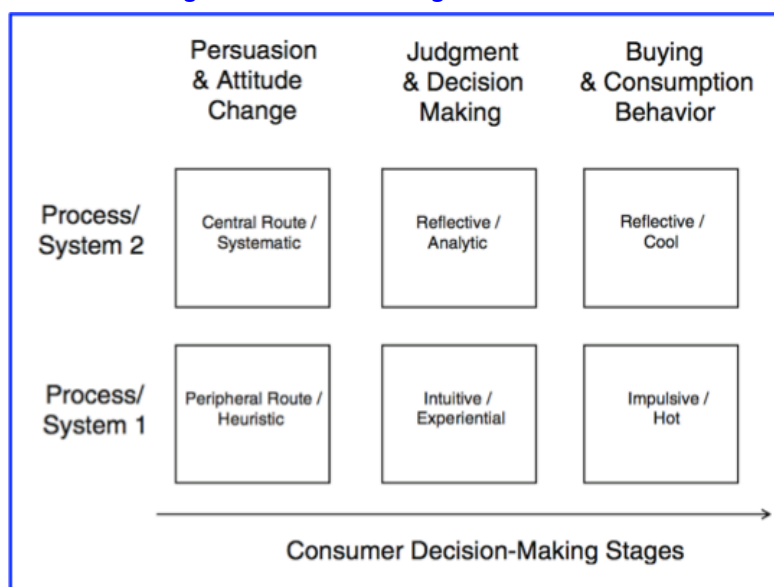 Persuasion
& Attitude
Change
Judgment
& Decision
Making
Buying
& Consumption
Behavior
Process/
System 2
Central Route /
Systematic
Reflective /
Analytic
Reflective /
Cool
Process/
System 1
Peripheral Route /
Heuristic
Intuitive /
Experiential
Impulsive /
Hot
Consumer Decision-Making Stages